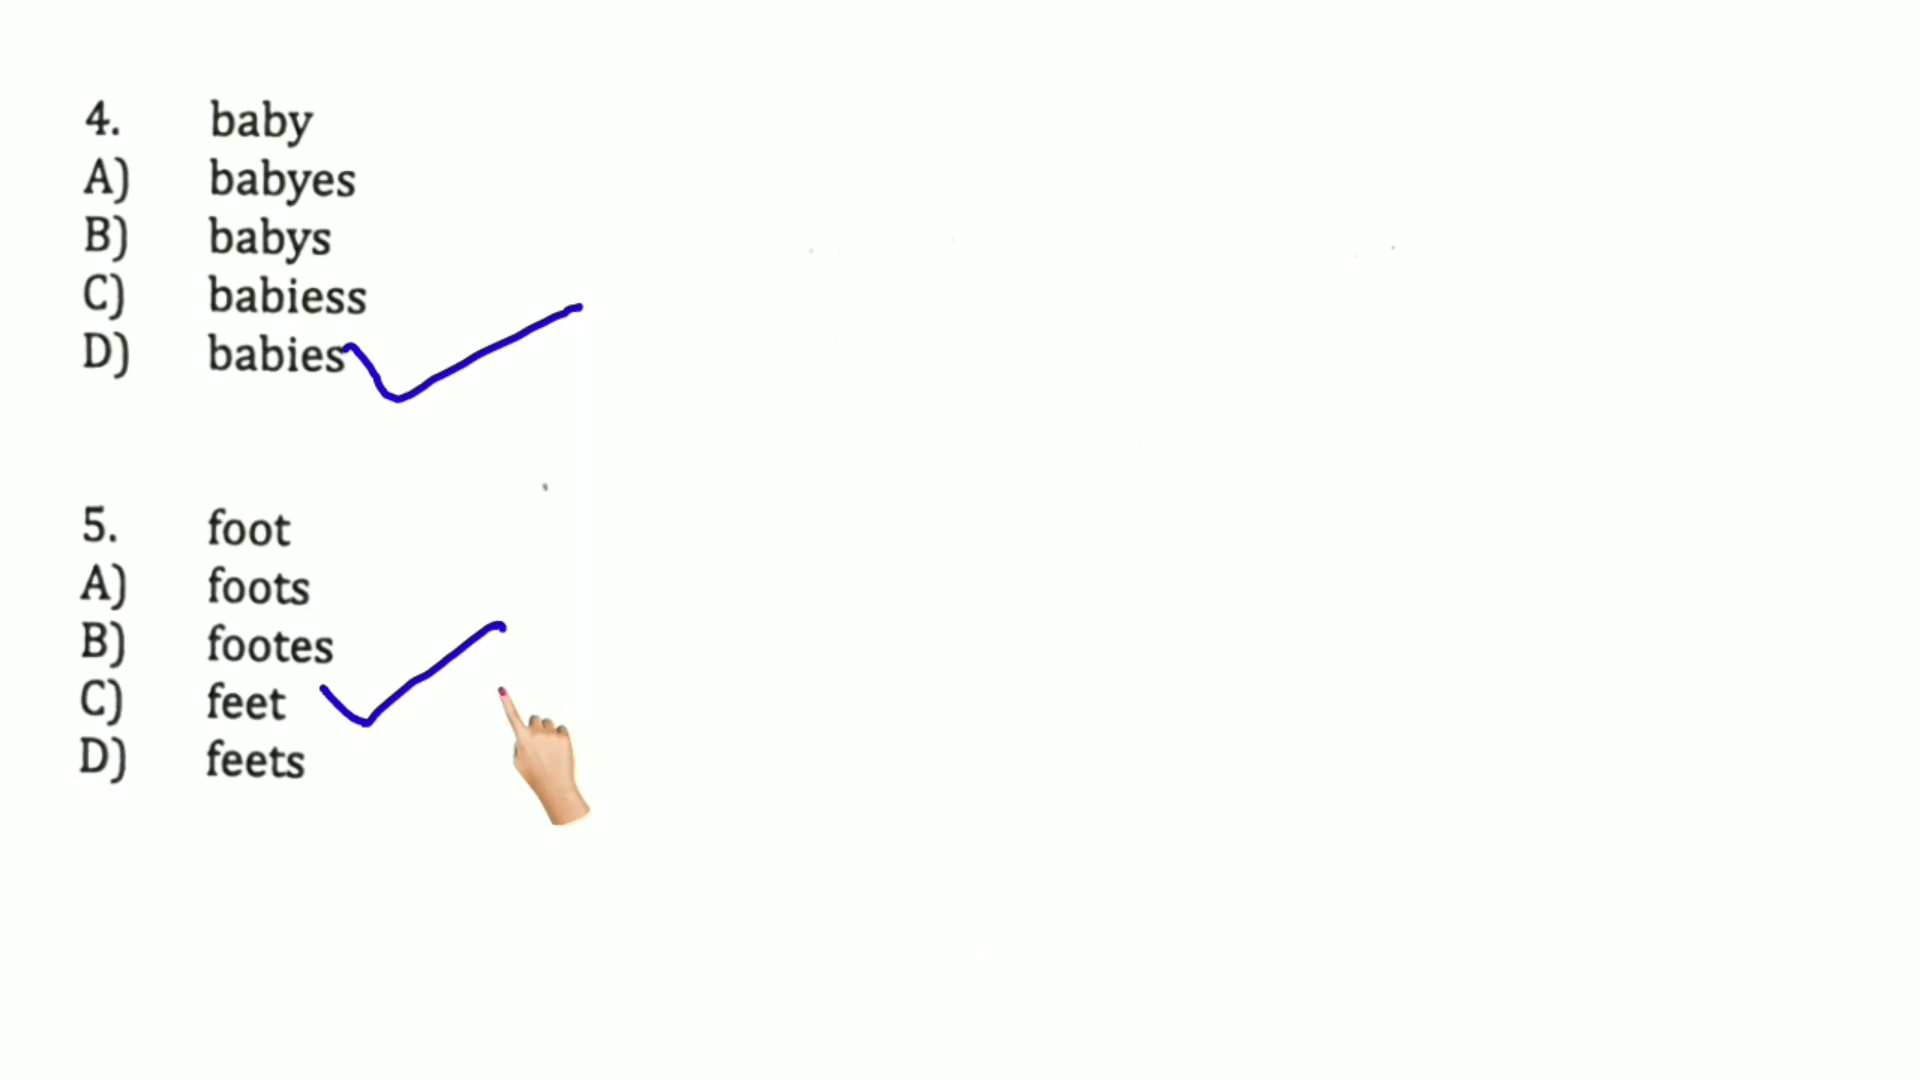 4. baby
A) babyes
B) babys
C) babiess
D) babies
5. foot
A) foots
B) footes
C) feet
D) feets